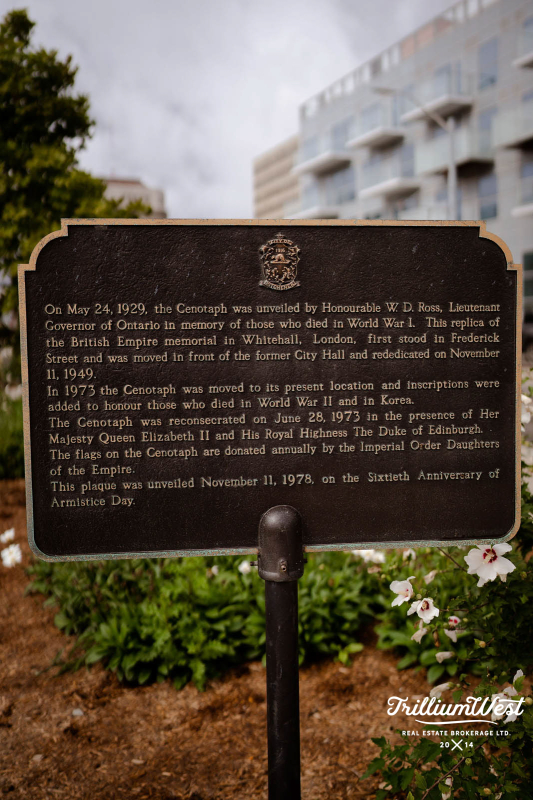 On May 24, 1929, the Cenotaph was unveiled by Honourable W. D. Ross, Lieutenant
Governor of Ontario in memory of those who died in World War I. This replica of
the British Empire memorial in Whitehall, London, first stood in Frederick
Street and was moved in front of the former City Hall and rededicated on November
11, 1949.
In 1973 the Cenotaph was moved to its present location and inscriptions were
added to honour those who died in World War II and in Korea.
The Cenotaph was reconsecrated on June 28, 1973 in the presence of Her
Majesty Queen Elizabeth II and His Royal Highness The Duke of Edinburgh.
The flags on the Cenotaph are donated annually by the Imperial Order Daughters
of the Empire.
This plaque was unveiled November 11, 1978, on the Sixtieth Anniversary of
Armistice Day.
TrilliumWest
REAL ESTATE BROKERAGE LTD.
20 14